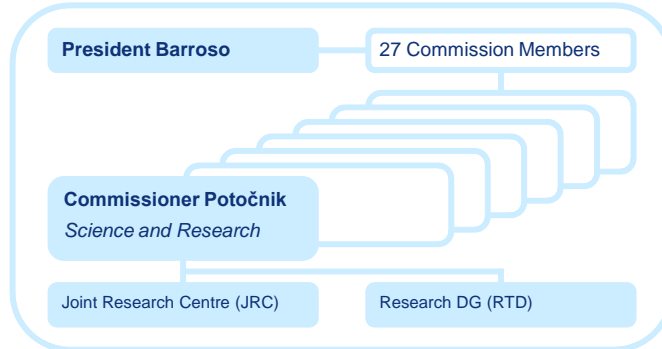 President Barroso
27 Commission Members
Commissioner Potočnik
Science and Research
Joint Research Centre (JRC)
Research DG (RTD)